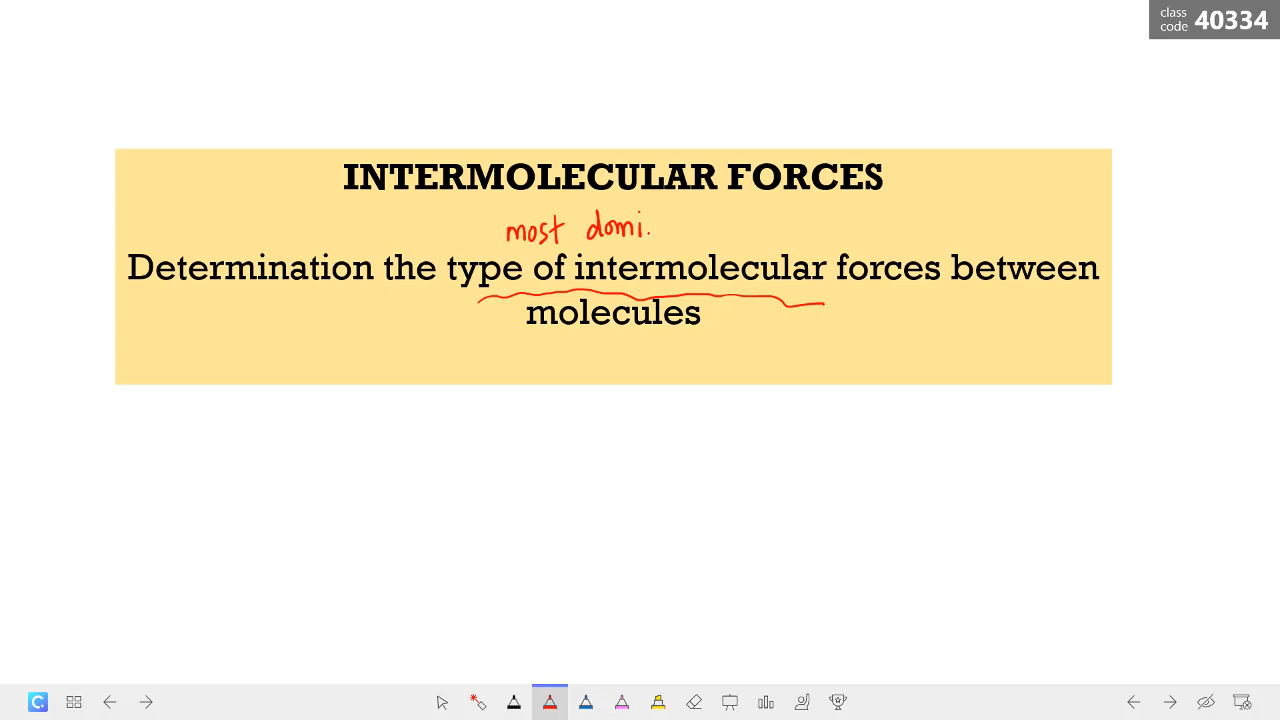 class
code 40334
INTERMOLECULAR FORCES
most domi.
Determination the type of intermolecular forces between
molecules